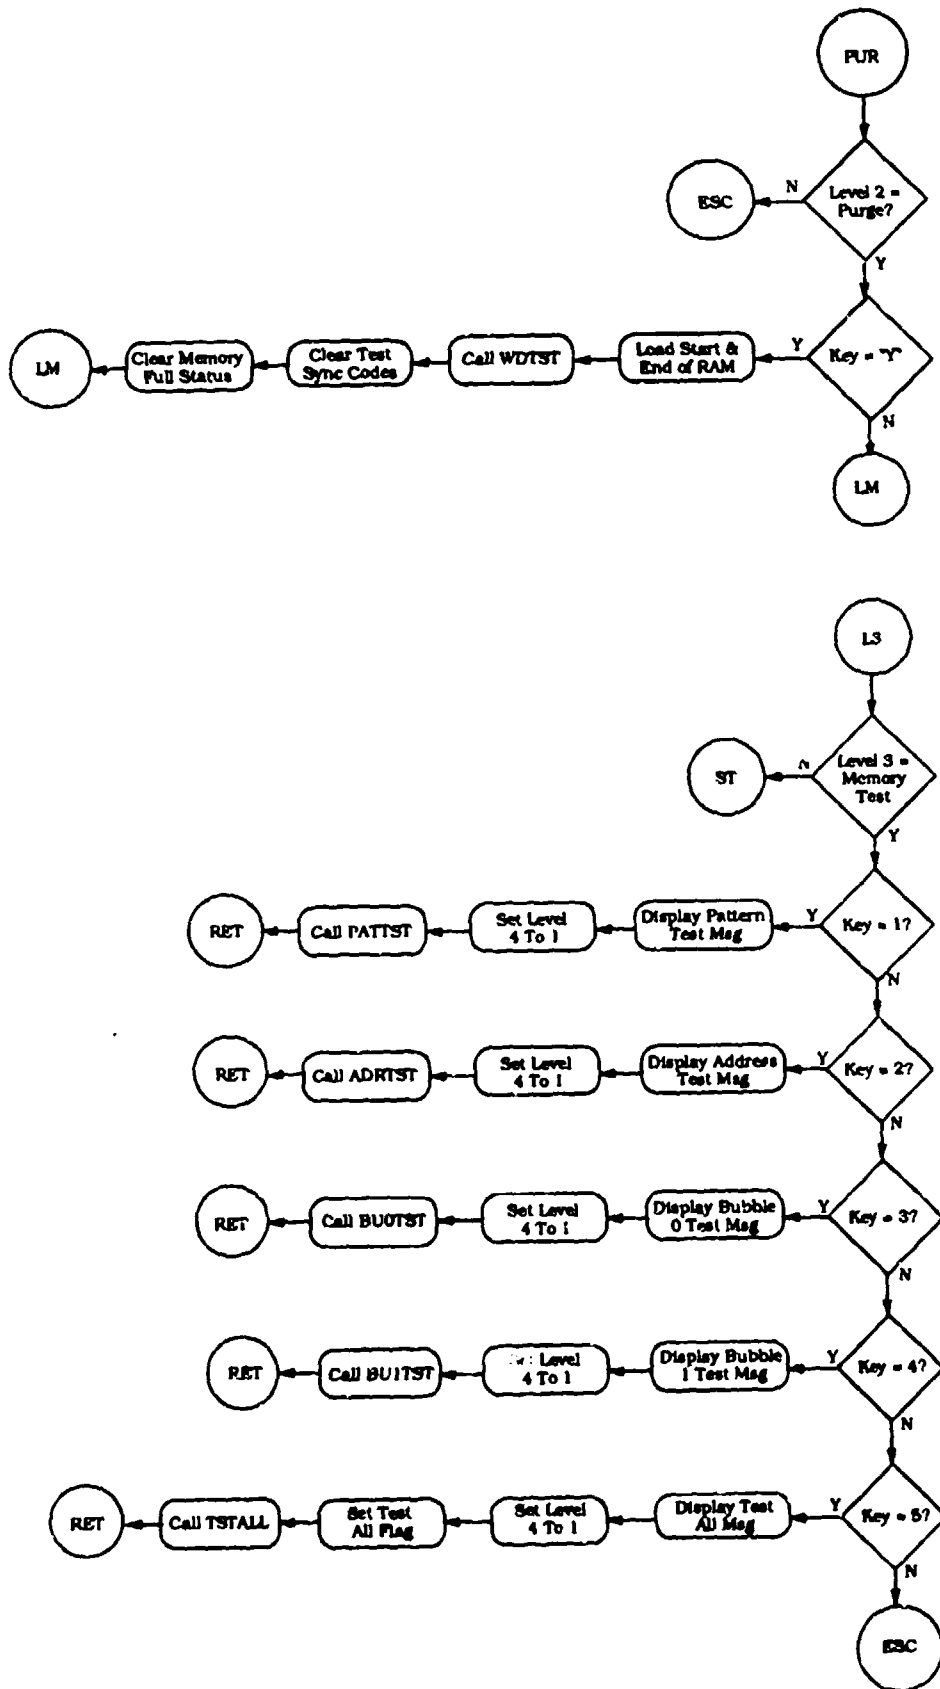 PUR
Level 2 =
Purge?
N
ESC
Y
Key = "Y"
Y
Load Start &
End of RAM
Call WDTST
Clear Test
Sync Codes
Clear Memory
Full Status
LM
N
LM
L3
Level 3 =
Memory
Test
N
ST
Y
Key = 1?
Y
Display Pattern
Test Msg
Set Level
4 To 1
Call PATTST
RET
N
Key = 2?
Y
Display Address
Test Msg
Set Level
4 To 1
Call ADRTST
RET
N
Key = 3?
Y
Display Bubble
0 Test Msg
Set Level
4 To 1
Call BU0TST
RET
N
Key = 4?
Y
Display Bubble
1 Test Msg
Level
4 To 1
Call BU1TST
RET
N
Key = 5?
Y
Display Test
All Msg
Set Level
4 To 1
Set Test
All Flag
Call TSTALL
RET
N
ESC